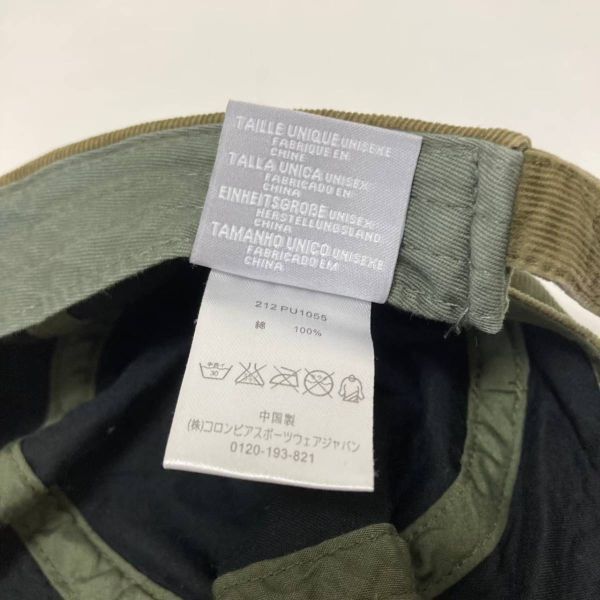 TAILLE UNIQUE UNISEXE
FABRIQUE EN
CHINE
TALLA UNICA UNISEX
FABRICADO EN
CHINA
EINHEITSGROßE UNISEX
HERSTELLUNGSLAND
CHINA
TAMANHO UNICO UNISEXE
FABRICADO EM
CHINA
212 PU1055
綿 100%
中国製
(株)コロンビアスポーツウェアジャパン
0120-193-821